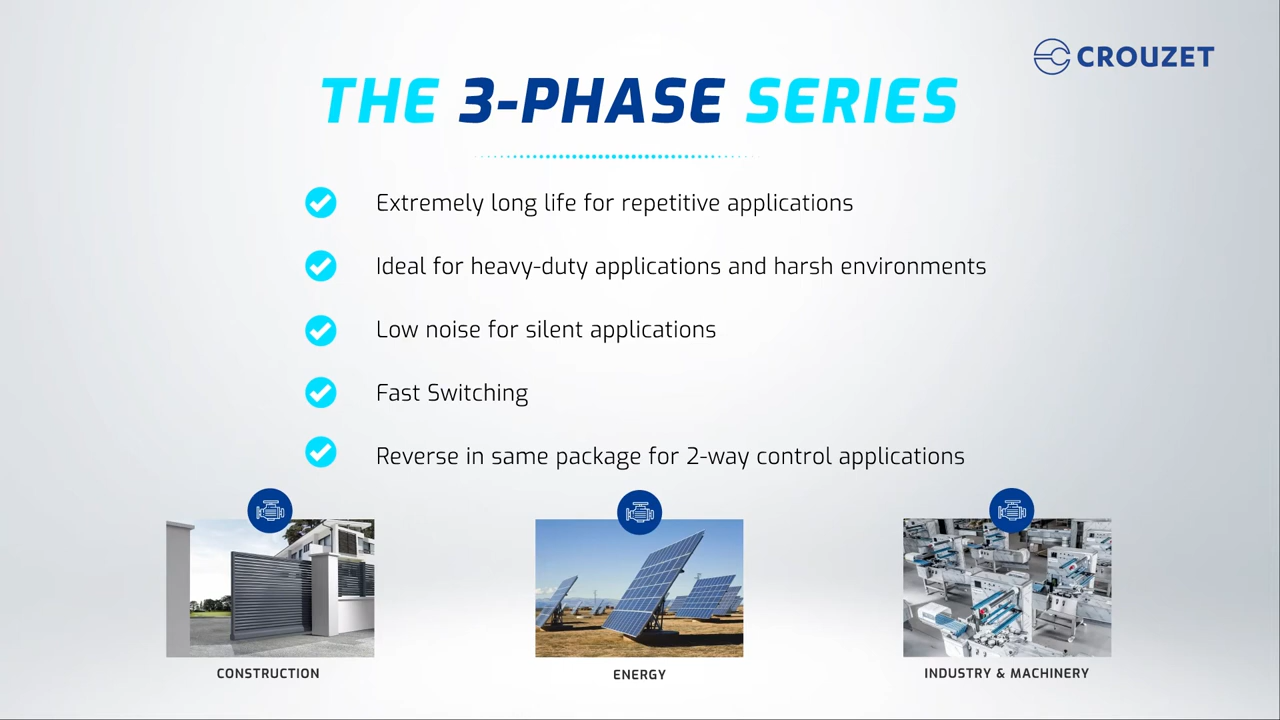 CROUZET
THE 3-PHASE SERIES
Extremely long life for repetitive applications
Ideal for heavy-duty applications and harsh environments
Low noise for silent applications
Fast Switching
Reverse in same package for 2-way control applications
CONSTRUCTION
ENERGY
INDUSTRY & MACHINERY